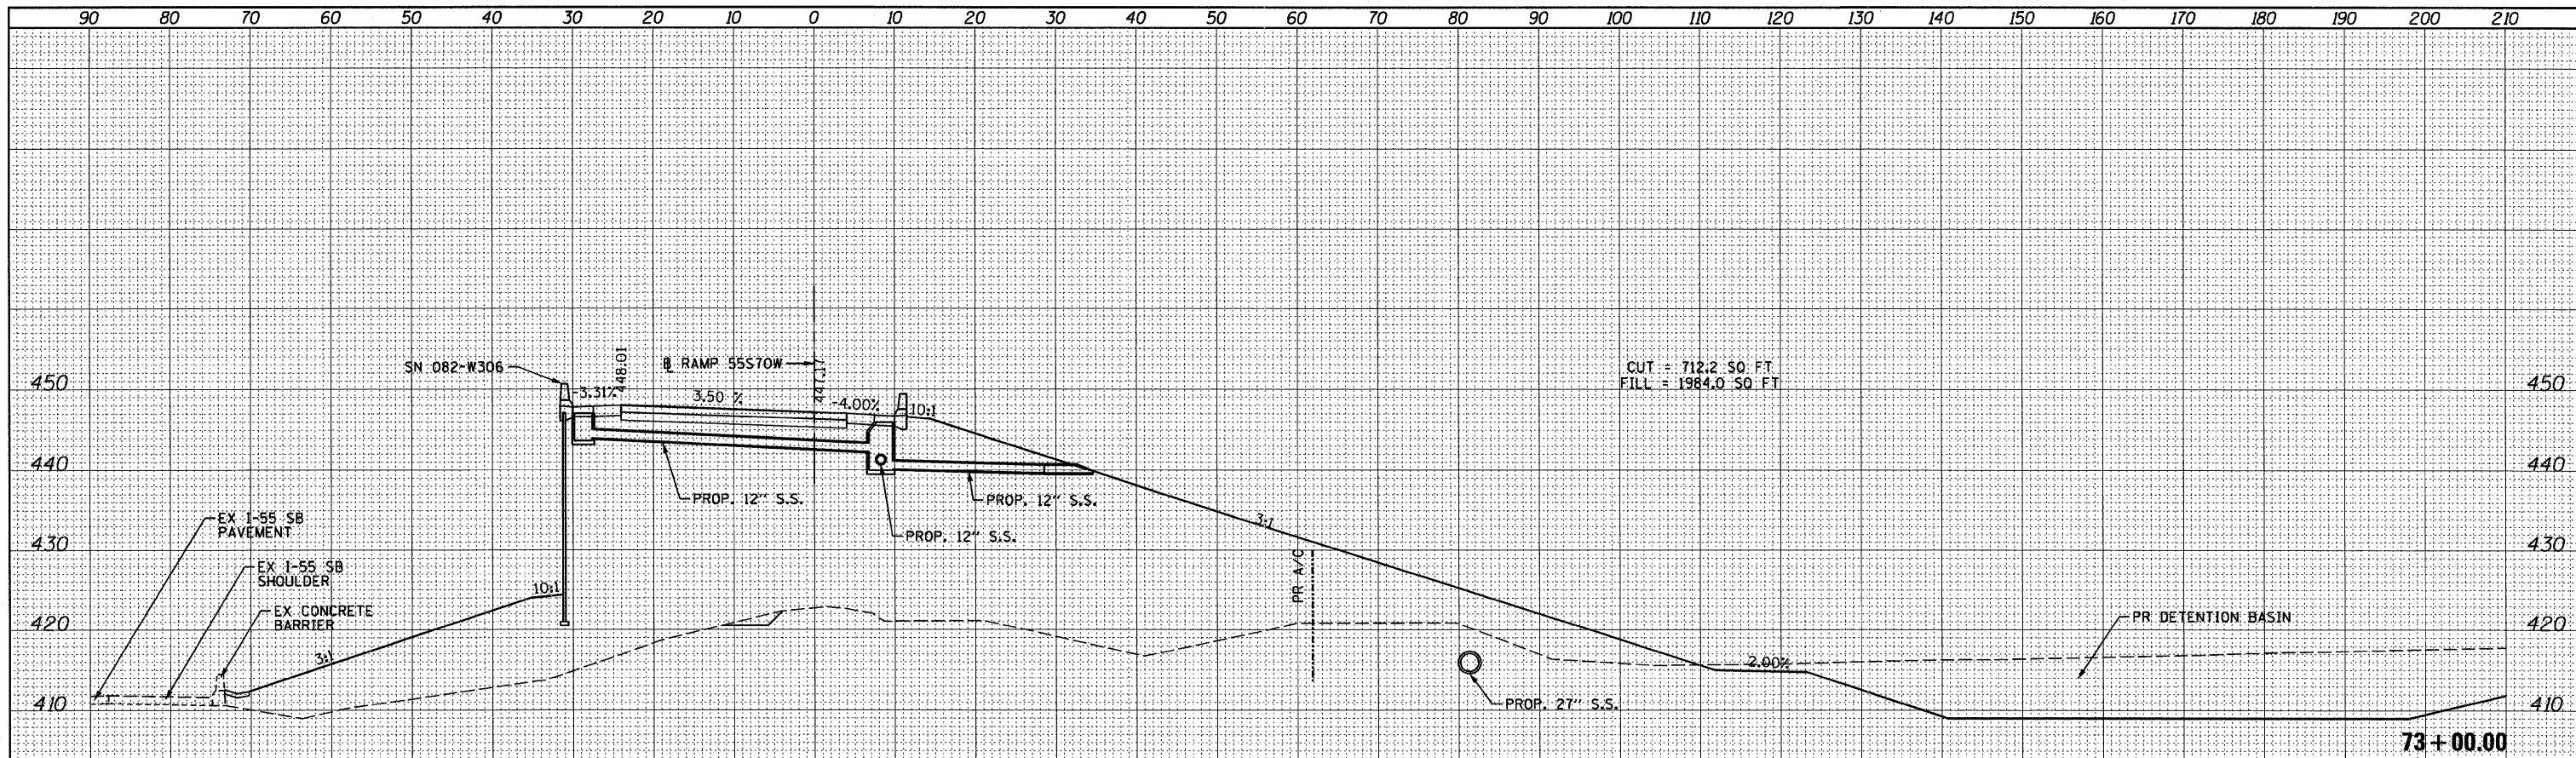 90 80 70 60 50 40 30 20 10 0 10 20 30 40 50 60 70 80 90 100 110 120 130 140 150 160 170 180 190 200 210
SN 082-W306
-3.31%
448.01
3.50 %
℄ RAMP 55S70W
447.17
-4.00%
10:1
CUT = 712.2 SQ FT
FILL = 1984.0 SQ FT
450
450
440
440
PROP. 12" S.S.
PROP. 12" S.S.
PROP. 12" S.S.
EX I-55 SB
PAVEMENT
3:1
430
430
EX I-55 SB
SHOULDER
10:1
PR A/C
EX CONCRETE
BARRIER
420
420
PR DETENTION BASIN
3:1
2.00%
410
410
PROP. 27" S.S.
73+00.00